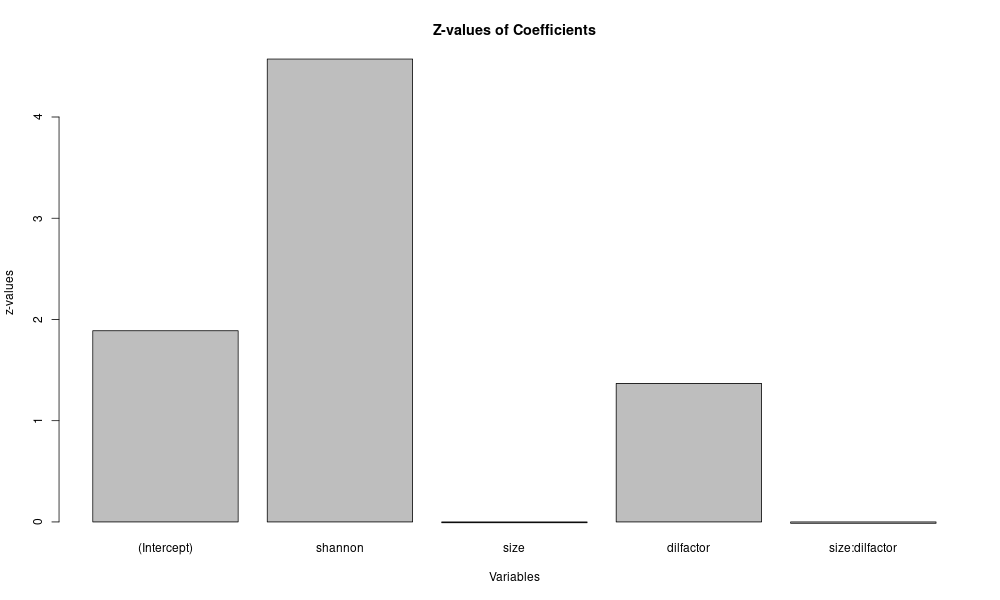 Z-values of Coefficients
z-values
4
3
2
1
0
(Intercept) shannon size dilfactor size:dilfactor
Variables